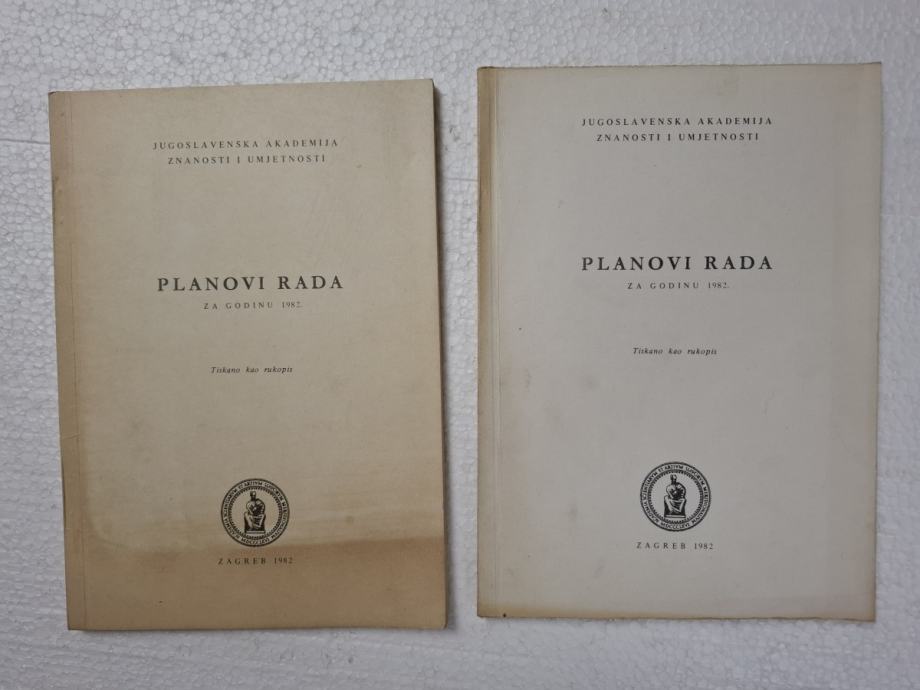 JUGOSLAVENSKA AKADEMIJA
ZNANOSTI I UMJETNOSTI
PLANOVI RADA
ZA GODINU 1982.
Tiskano kao rukopis
ZAGREB 1982
JUGOSLAVENSKA AKADEMIJA
ZNANOSTI I UMJETNOSTI
PLANOVI RADA
ZA GODINU 1982.
Tiskano kao rukopis
ZAGREB 1982